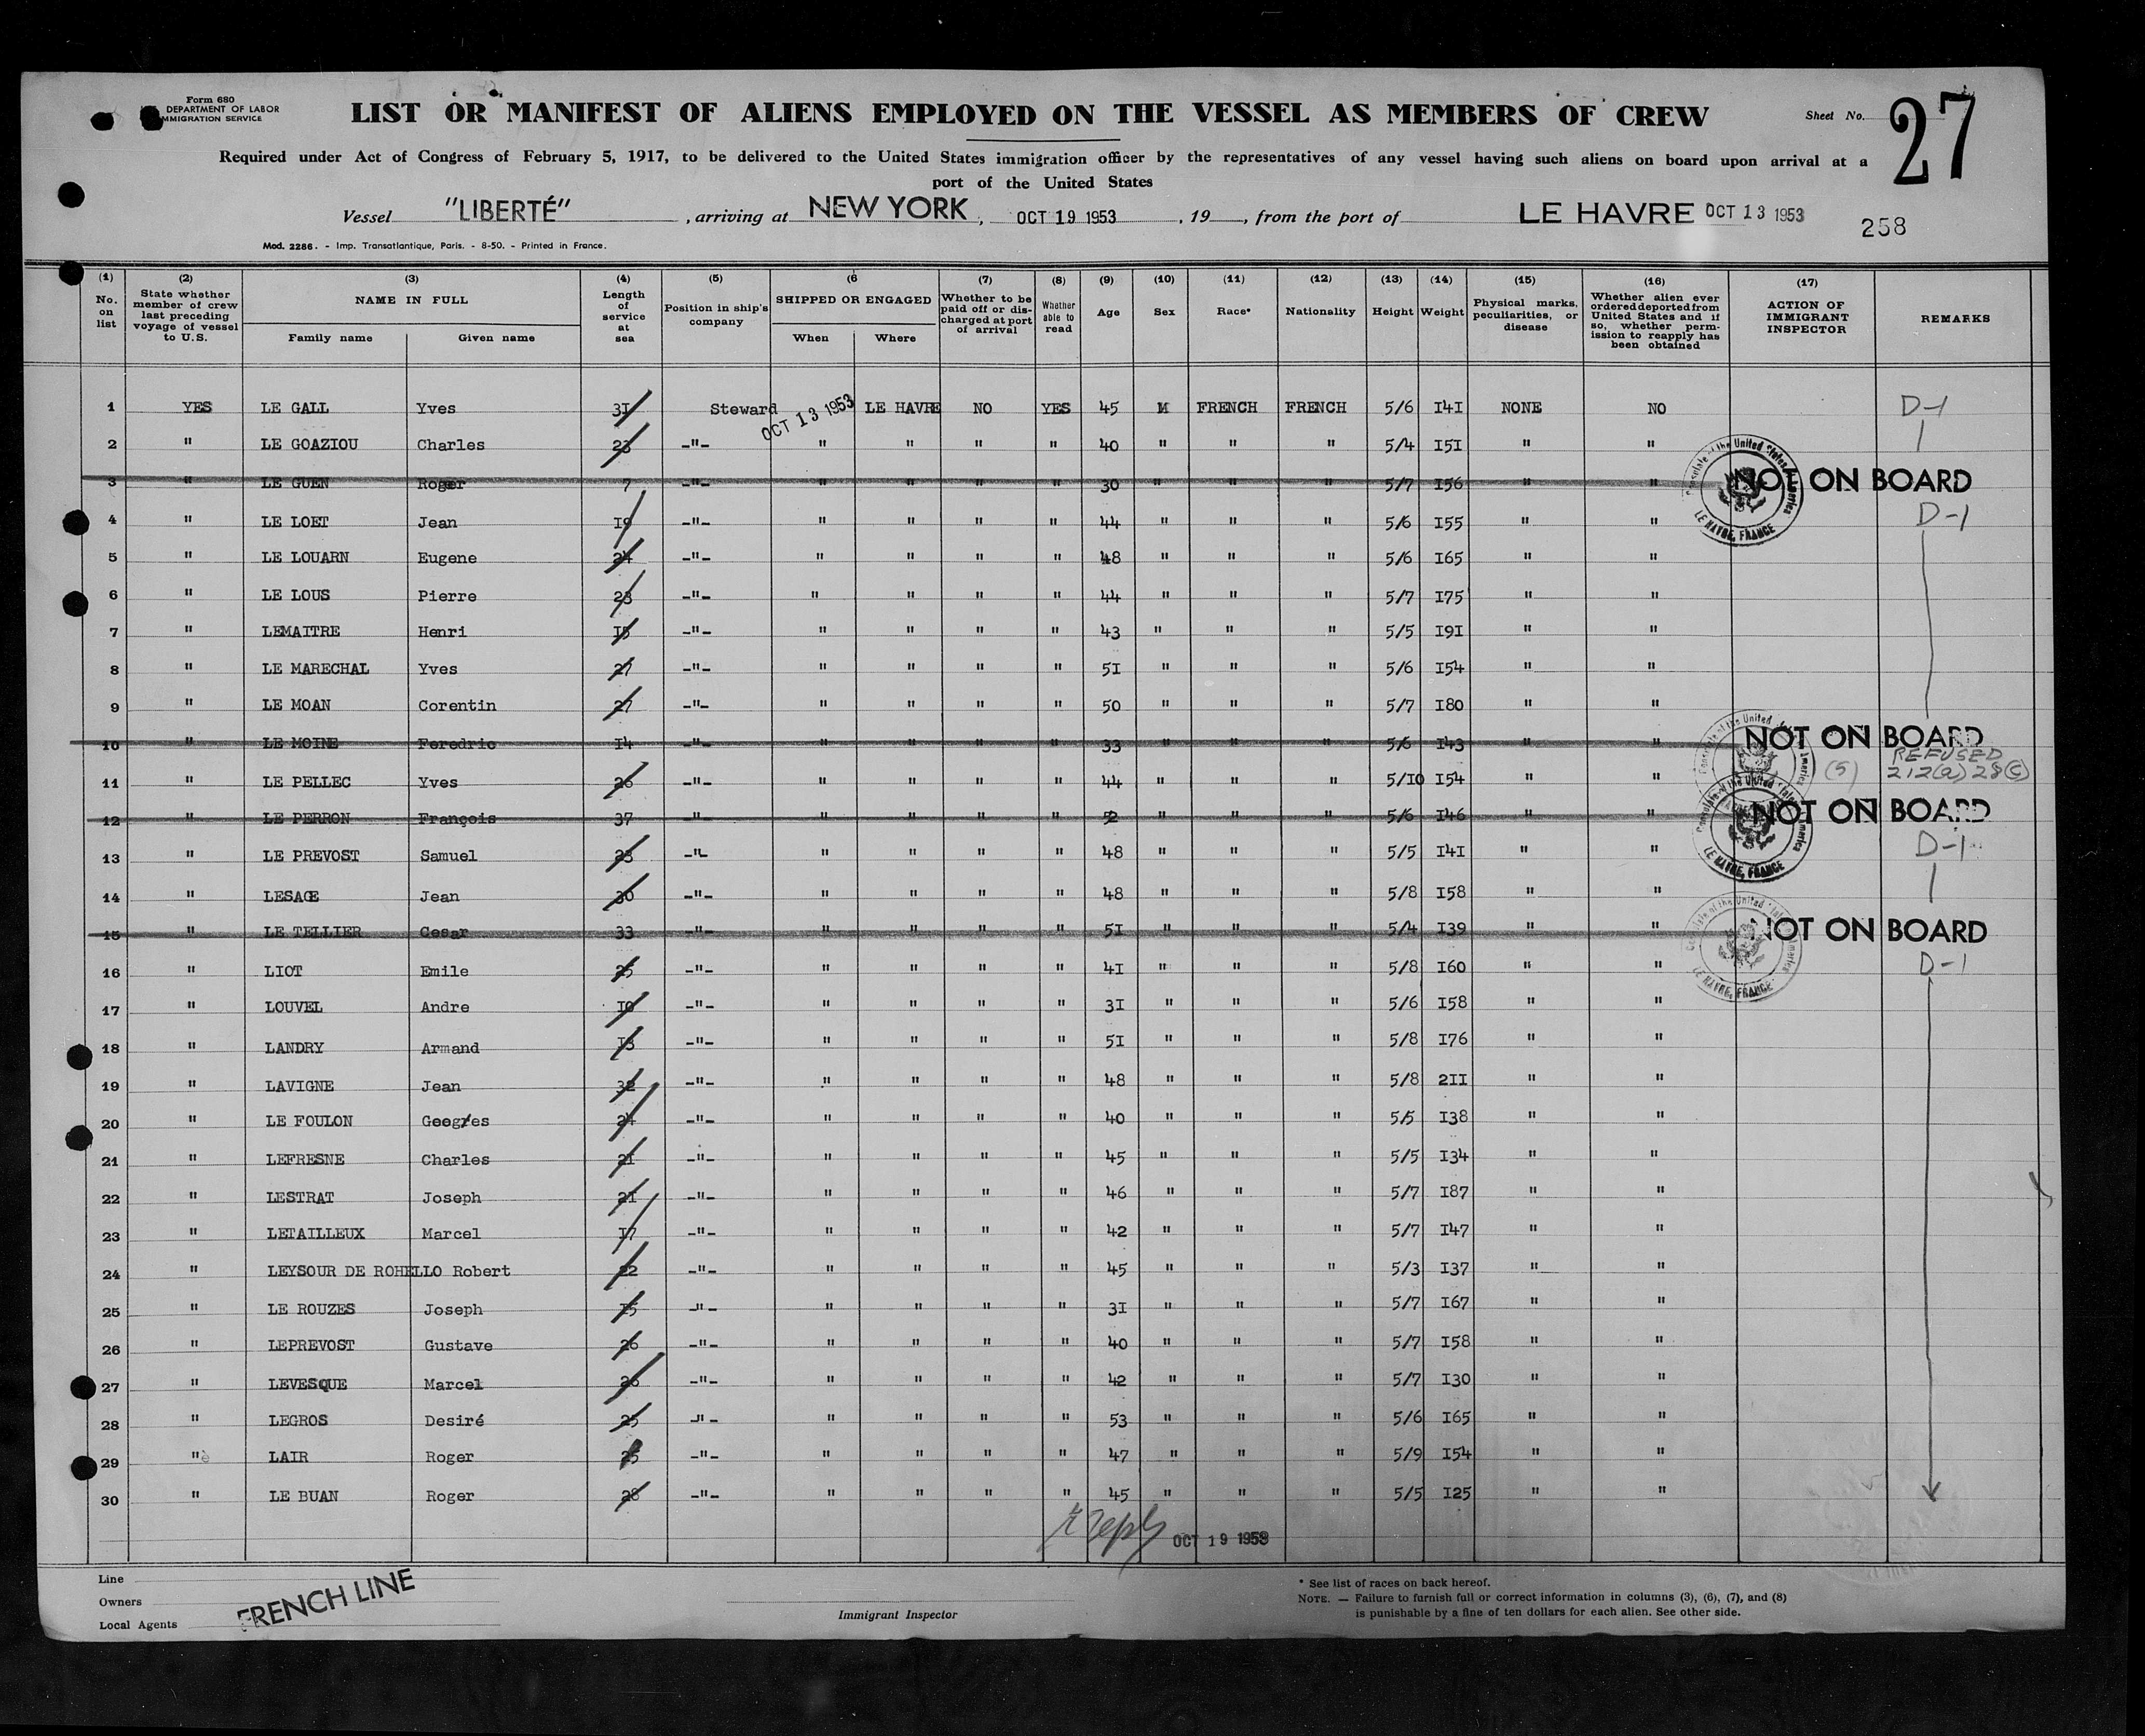 Form 680
DEPARTMENT OF LABOR
IMMIGRATION SERVICE
LIST OR MANIFEST OF ALIENS EMPLOYED ON THE VESSEL AS MEMBERS OF CREW
Sheet No. 27
Required under Act of Congress of February 5, 1917, to be delivered to the United States immigration officer by the representatives of any vessel having such aliens on board upon arrival at a
port of the United States
Vessel "LIBERTÉ" , arriving at NEW YORK , OCT 19 1953 , 19 , from the port of LE HAVRE OCT 13 1953
258
Mod. 2286. - Imp. Transatlantique, Paris. - 8-50. - Printed in France.
(1) No. on list (2) State whether member of crew last preceding voyage of vessel to U.S. (3) NAME IN FULL Family name Given name (4) Length of service at sea (5) Position in ship's company (6 SHIPPED OR ENGAGED When Where (7) Whether to be paid off or discharged at port of arrival (8) Whether able to read (9) Age (10) Sex (11) Race* (12) Nationality (13) Height (14) Weight (15) Physical marks, peculiarities, or disease (16) Whether alien ever ordered deported from United States and if so, whether permission to reapply has been obtained (17) ACTION OF IMMIGRANT INSPECTOR REMARKS
1 YES LE GALL Yves 31 Steward OCT 13 1953 LE HAVRE NO YES 45 M FRENCH FRENCH 5/6 141 NONE NO D-1
2 " LE GOAZIOU Charles 23 -"- " " " " 40 " " " 5/4 151 " "
3 " LE GUEN Roger 7 -"- " " " " 30 " " " 5/7 156 " " NOT ON BOARD
4 " LE LOET Jean 19 -"- " " " " 44 " " " 5/6 155 " " D-1
5 " LE LOUARN Eugene 24 -"- " " " " 48 " " " 5/6 165 " "
6 " LE LOUS Pierre 23 -"- " " " " 44 " " " 5/7 175 " "
7 " LEMAITRE Henri 15 -"- " " " " 43 " " " 5/5 191 " "
8 " LE MARECHAL Yves 27 -"- " " " " 51 " " " 5/6 154 " "
9 " LE MOAN Corentin 27 -"- " " " " 50 " " " 5/7 180 " "
10 " LE MOINE Feredric 14 -"- " " " " 33 " " " 5/6 143 " " NOT ON BOARD
11 " LE PELLEC Yves 26 -"- " " " " 44 " " " 5/10 154 " " (5) REFUSED 212(a) 28(C)
12 " LE PERRON François 37 -"- " " " " 52 " " " 5/6 146 " " NOT ON BOARD
13 " LE PREVOST Samuel 23 -"- " " " " 48 " " " 5/5 141 " " D-1
14 " LESAGE Jean 30 -"- " " " " 48 " " " 5/8 158 " "
15 " LE TELLIER Cesar 33 -"- " " " " 51 " " " 5/4 139 " " NOT ON BOARD
16 " LIOT Emile 25 -"- " " " " 41 " " " 5/8 160 " " D-1
17 " LOUVEL Andre 10 -"- " " " " 31 " " " 5/6 158 " "
18 " LANDRY Armand 13 -"- " " " " 51 " " " 5/8 176 " "
19 " LAVIGNE Jean 32 -"- " " " " 48 " " " 5/8 211 " "
20 " LE FOULON Geogres 24 -"- " " " " 40 " " " 5/5 138 " "
21 " LEFRESNE Charles 21 -"- " " " " 45 " " " 5/5 134 " "
22 " LESTRAT Joseph 21 -"- " " " " 46 " " " 5/7 187 " "
23 " LETAILLEUX Marcel 17 -"- " " " " 42 " " " 5/7 147 " "
24 " LEYSOUR DE ROHELLO Robert 22 -"- " " " " 45 " " " 5/3 137 " "
25 " LE ROUZES Joseph 15 -"- " " " " 31 " " " 5/7 167 " "
26 " LEPREVOST Gustave 26 -"- " " " " 40 " " " 5/7 158 " "
27 " LEVESQUE Marcel 26 -"- " " " " 42 " " " 5/7 130 " "
28 " LEGROS Desiré 25 -"- " " " " 53 " " " 5/6 165 " "
29 " LAIR Roger 25 -"- " " " " 47 " " " 5/9 154 " "
30 " LE BUAN Roger 28 -"- " " " " 45 " " " 5/5 125 " "
OCT 19 1953
Line
Owners
Local Agents FRENCH LINE
Immigrant Inspector
* See list of races on back hereof.
NOTE. — Failure to furnish full or correct information in columns (3), (6), (7), and (8)
is punishable by a fine of ten dollars for each alien. See other side.
Consulate of the United States America
LE HAVRE, FRANCE